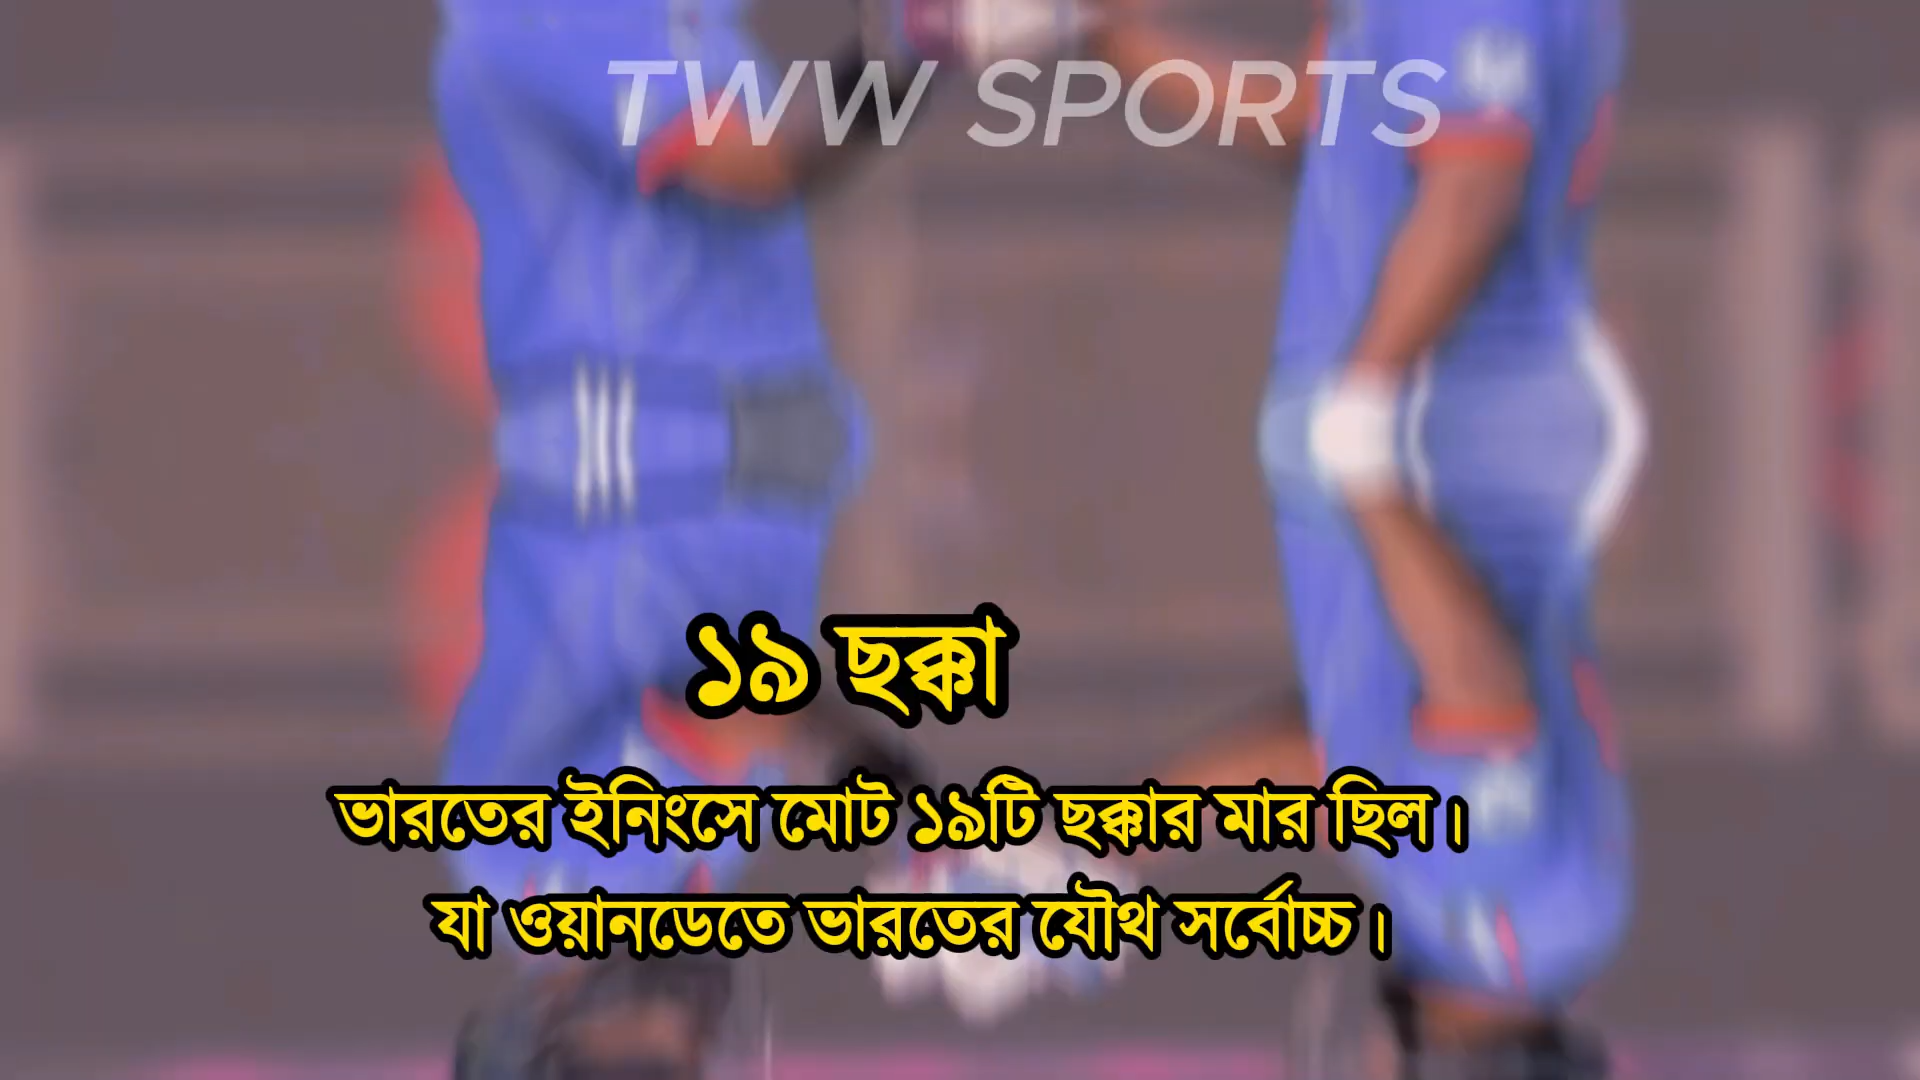 TWW SPORTS
১৯ ছক্কা
ভারতের ইনিংসে মোট ১৯টি ছক্কার মার ছিল।
যা ওয়ানডেতে ভারতের যৌথ সর্বোচ্চ।